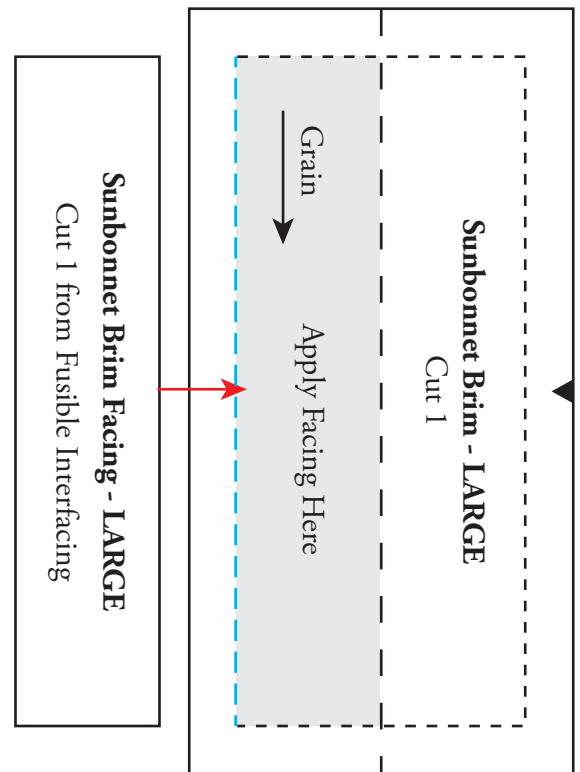 Sunbonnet Brim - LARGE
Cut 1
Grain
Apply Facing Here
Sunbonnet Brim Facing - LARGE
Cut 1 from Fusible Interfacing